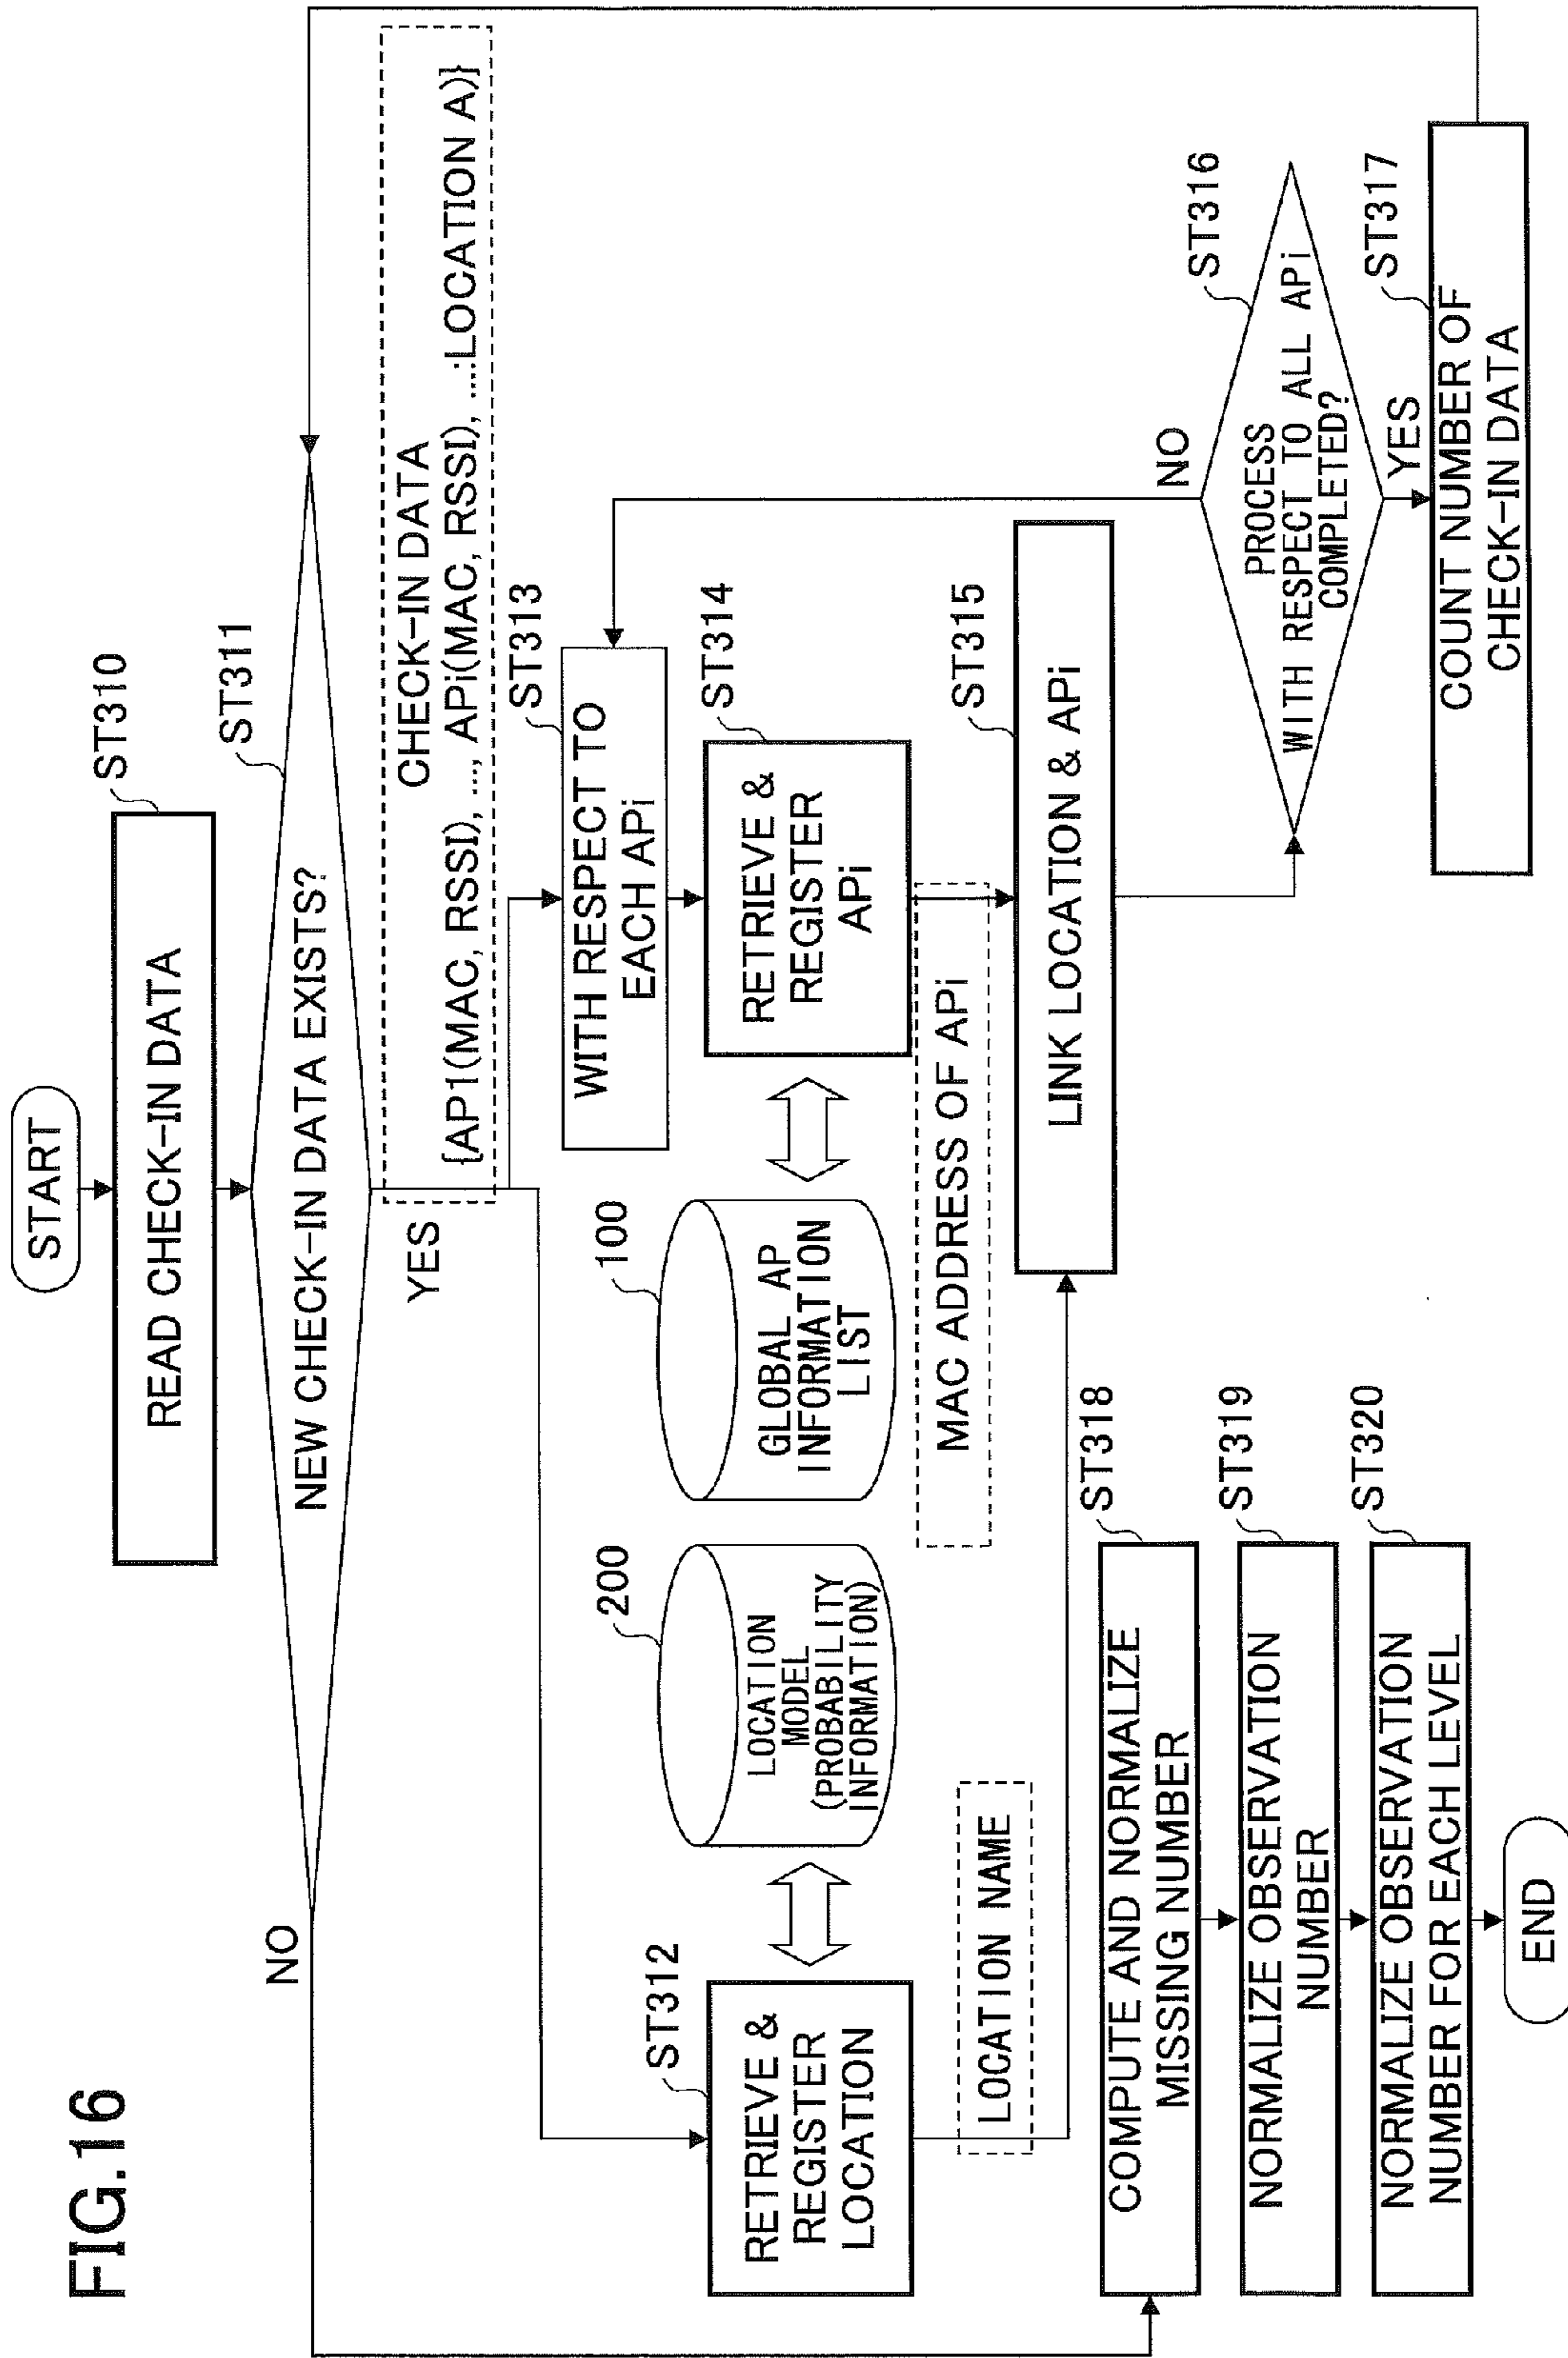 FIG.16
START
ST310
READ CHECK-IN DATA
ST311
NEW CHECK-IN DATA EXISTS?
NO
YES
CHECK-IN DATA
{AP1(MAC, RSSI), ..., APi(MAC, RSSI), ...:LOCATION A)}
ST312
RETRIEVE &
REGISTER
LOCATION
200
LOCATION
MODEL
(PROBABILITY
INFORMATION)
100
GLOBAL AP
INFORMATION
LIST
ST313
WITH RESPECT TO
EACH APi
ST314
RETRIEVE &
REGISTER
APi
LOCATION NAME
MAC ADDRESS OF APi
ST315
LINK LOCATION & APi
NO
ST316
PROCESS
WITH RESPECT TO ALL APi
COMPLETED?
YES
ST317
COUNT NUMBER OF
CHECK-IN DATA
ST318
COMPUTE AND NORMALIZE
MISSING NUMBER
ST319
NORMALIZE OBSERVATION
NUMBER
ST320
NORMALIZE OBSERVATION
NUMBER FOR EACH LEVEL
END